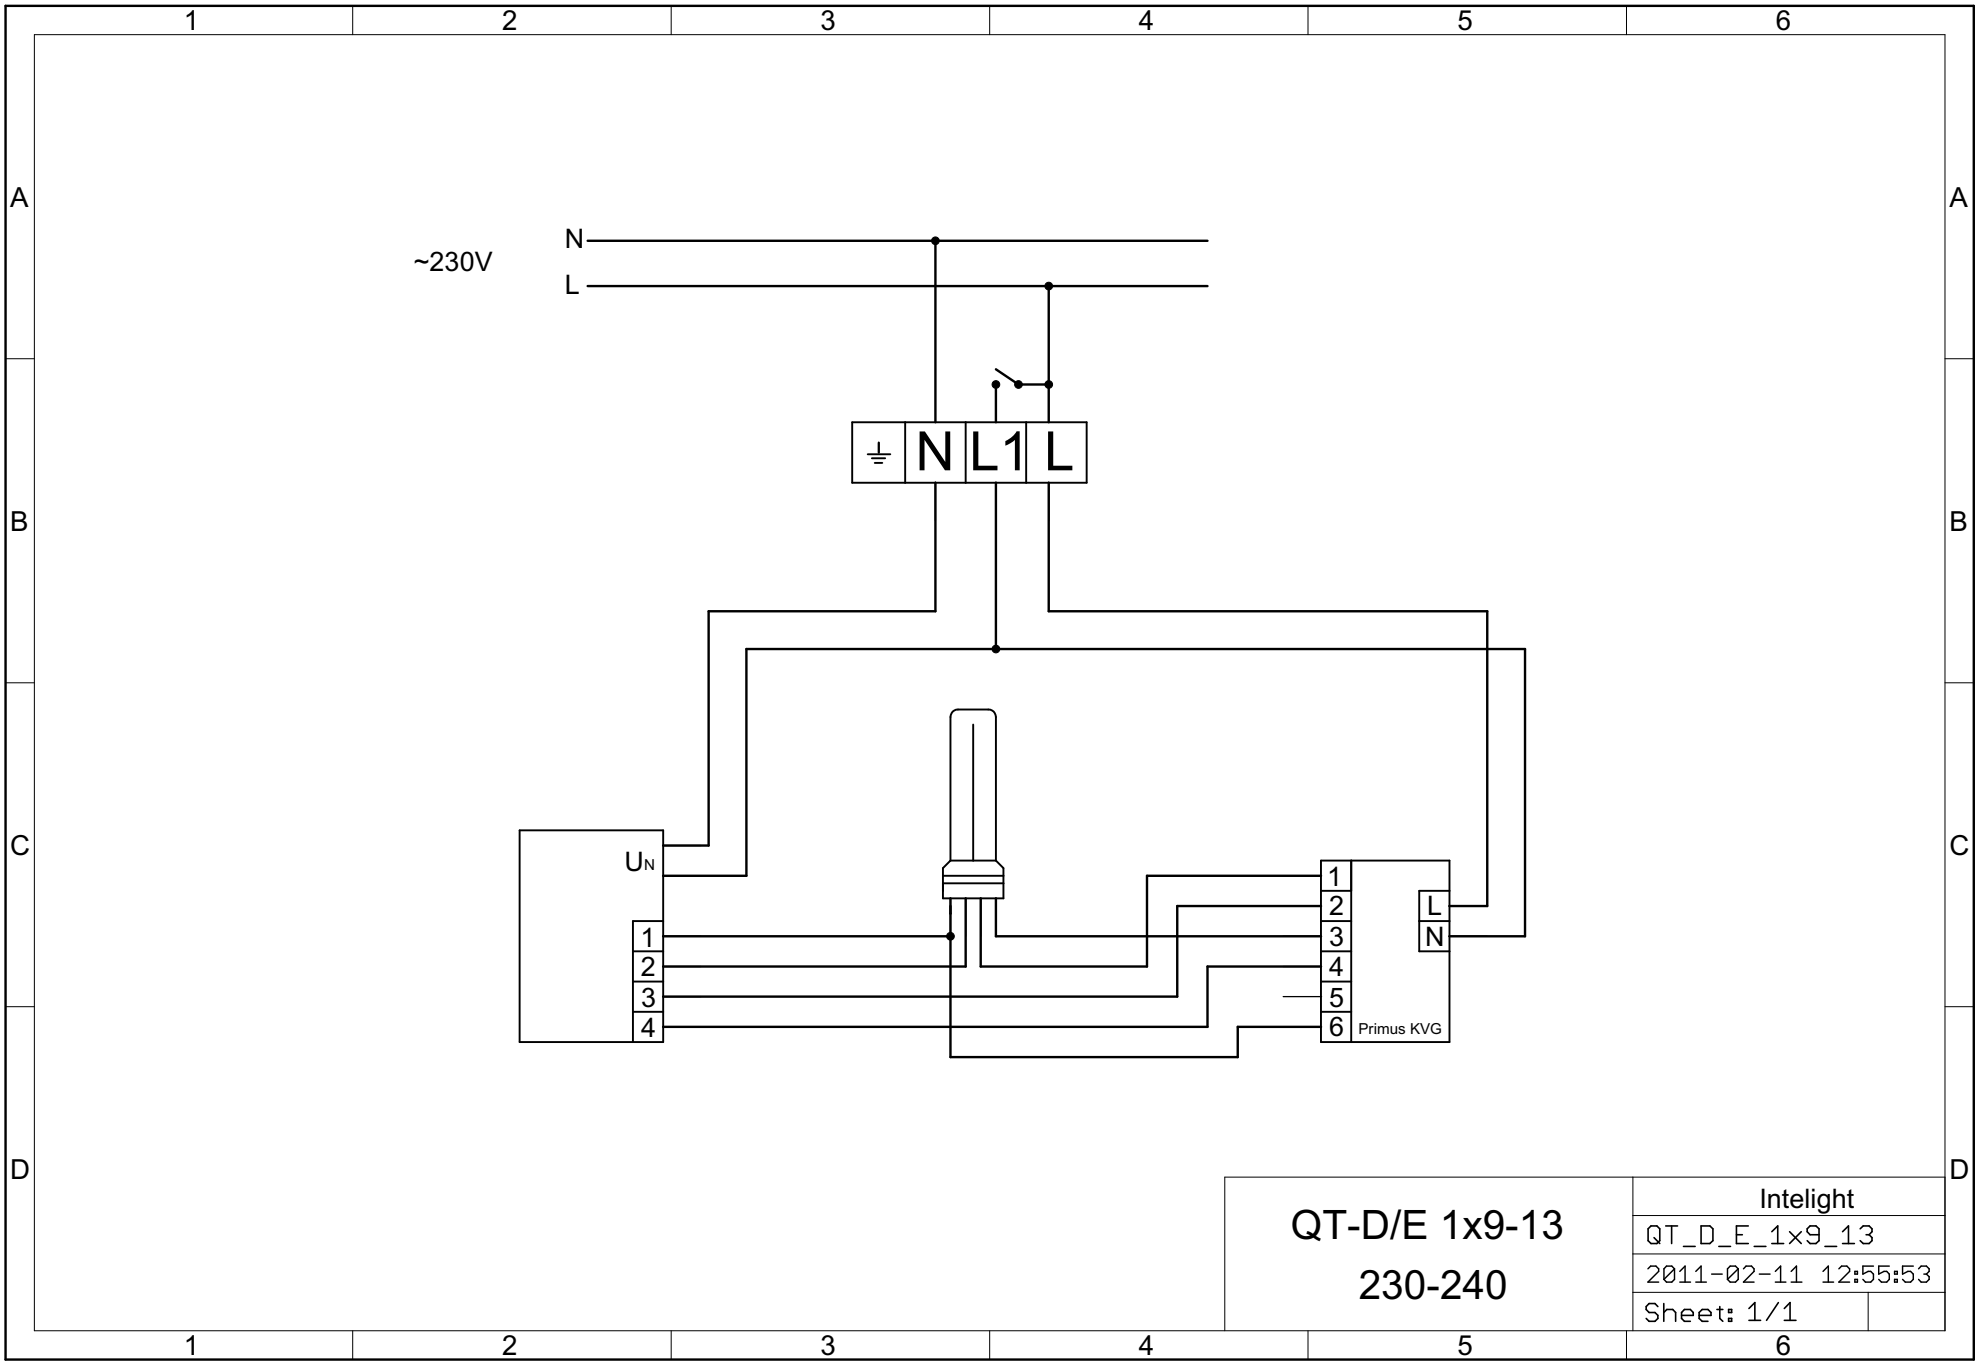 1 2 3 4 5 6
A A
N
~230V
L
N L1 L
B B
C C
UN
1
2
3
4
1
2
3
4
5
6
L
N
Primus KVG
D D
QT-D/E 1x9-13
230-240
Intelight
QT_D_E_1x9_13
2011-02-11 12:55:53
Sheet: 1/1
1 2 3 4 5 6